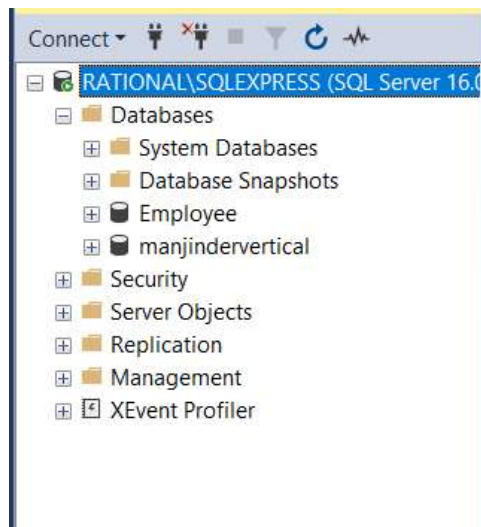 Connect
RATIONAL\SQLEXPRESS (SQL Server 16.0
Databases
System Databases
Database Snapshots
Employee
manjindervertical
Security
Server Objects
Replication
Management
XEvent Profiler